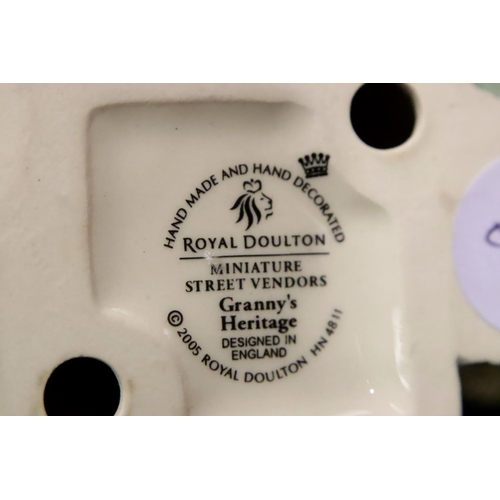 HAND MADE AND HAND DECORATED
ROYAL DOULTON
MINIATURE
STREET VENDORS
Granny's
Heritage
DESIGNED IN
ENGLAND
© 2005 ROYAL DOULTON HN 4811